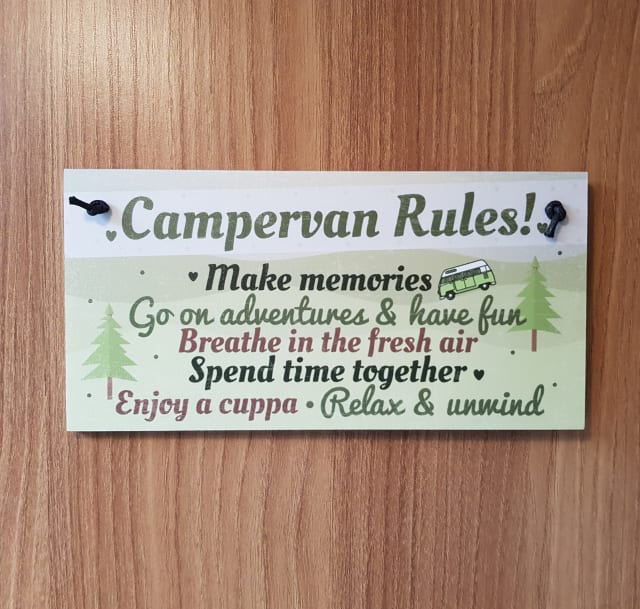 Campervan Rules!
Make memories
Go on adventures & have fun
Breathe in the fresh air
Spend time together
Enjoy a cuppa • Relax & unwind